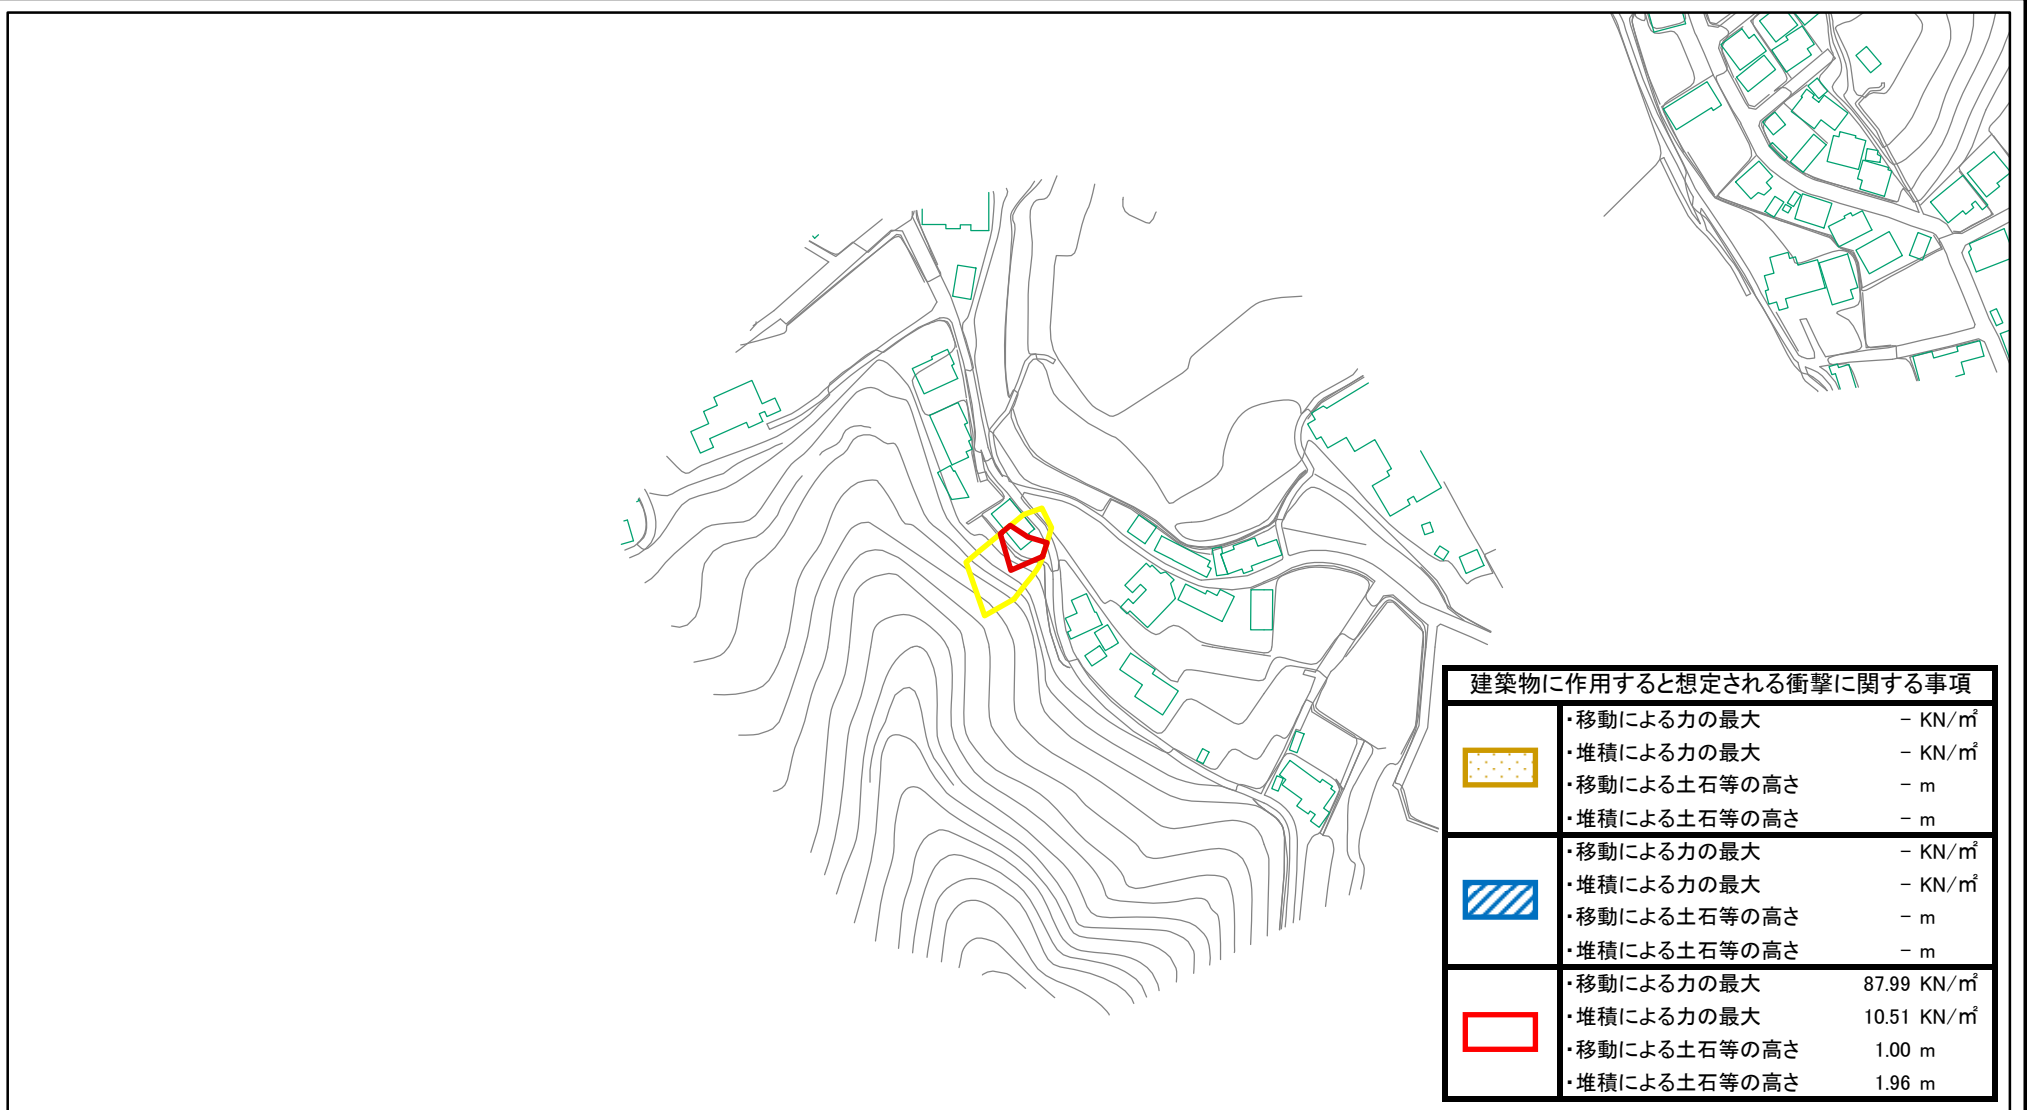 建築物に作用すると想定される衝撃に関する事項
・移動による力の最大 - KN/㎡
・堆積による力の最大 - KN/㎡
・移動による土石等の高さ - m
・堆積による土石等の高さ - m
・移動による力の最大 - KN/㎡
・堆積による力の最大 - KN/㎡
・移動による土石等の高さ - m
・堆積による土石等の高さ - m
・移動による力の最大 87.99 KN/㎡
・堆積による力の最大 10.51 KN/㎡
・移動による土石等の高さ 1.00 m
・堆積による土石等の高さ 1.96 m